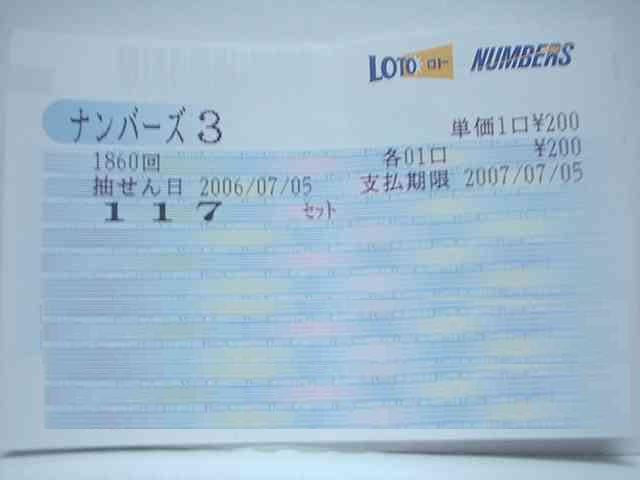 LOTO ロト NUMBERS
ナンバーズ3 単価1口¥200
1860回 各01口 ¥200
抽せん日 2006/07/05 支払期限 2007/07/05
117 セット